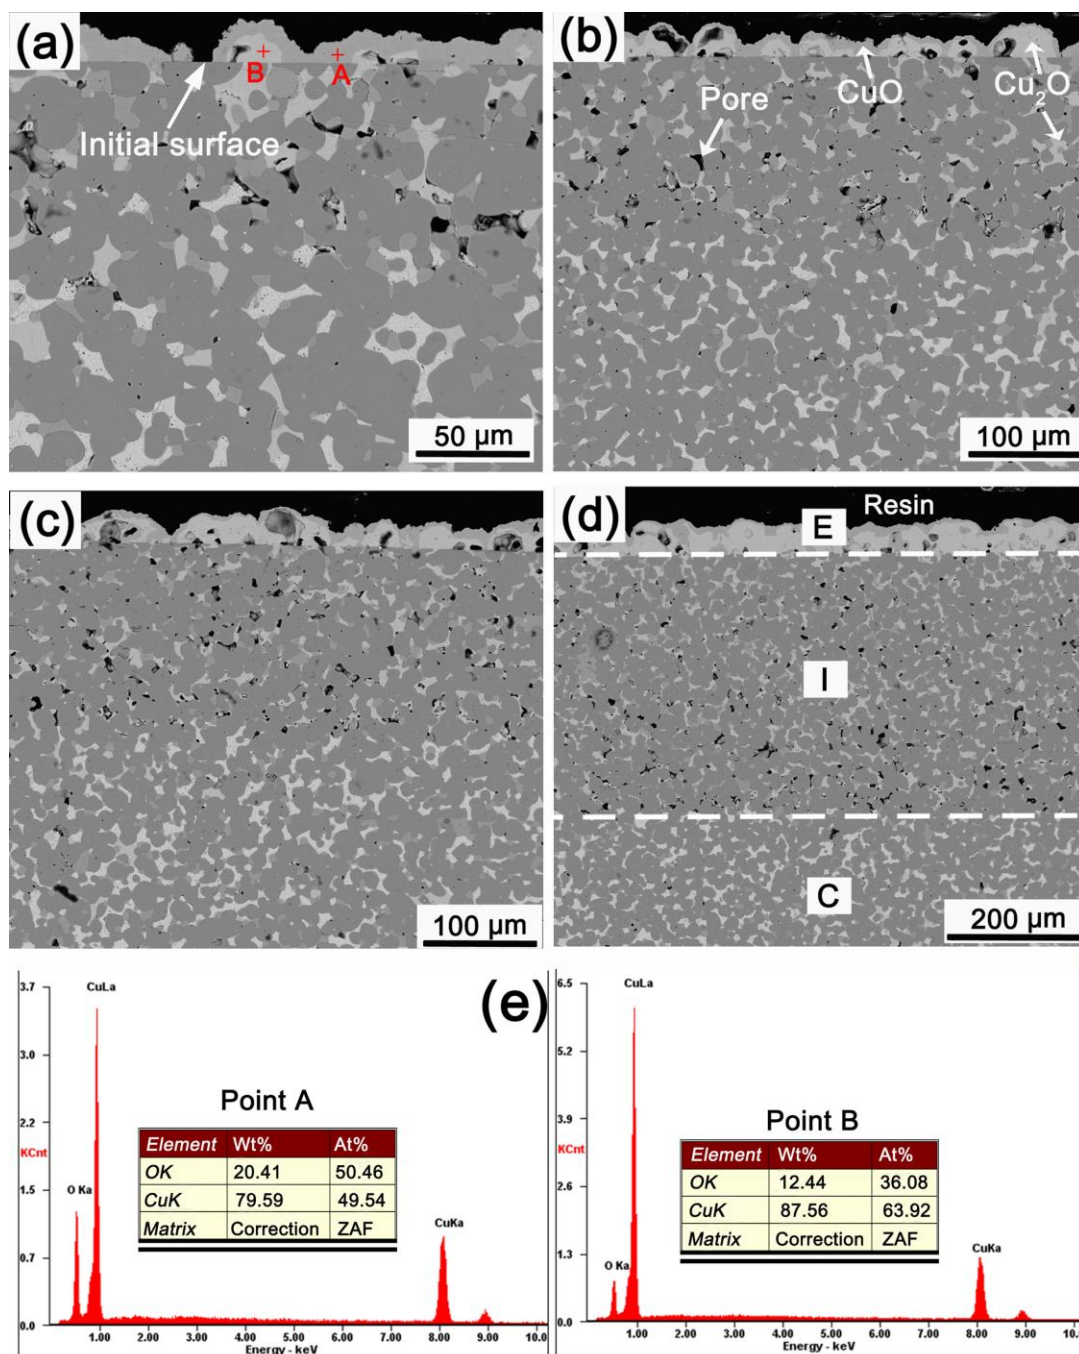 (a)
B
A
Initial surface
50 µm
(b)
Pore
CuO
Cu₂O
100 µm
(c)
100 µm
(d)
Resin
E
I
C
200 µm
(e)
3.7
3.0
2.2
KCnt
1.5
0.7
0.0
CuLa
O Ka
CuKa
Point A
Element Wt% At%
OK 20.41 50.46
CuK 79.59 49.54
Matrix Correction ZAF
1.00 2.00 3.00 4.00 5.00 6.00 7.00 8.00 9.00 10.0
Energy - keV
6.5
5.2
3.9
KCnt
2.6
1.3
0.0
CuLa
O Ka
CuKa
Point B
Element Wt% At%
OK 12.44 36.08
CuK 87.56 63.92
Matrix Correction ZAF
1.00 2.00 3.00 4.00 5.00 6.00 7.00 8.00 9.00 10.
Energy - keV